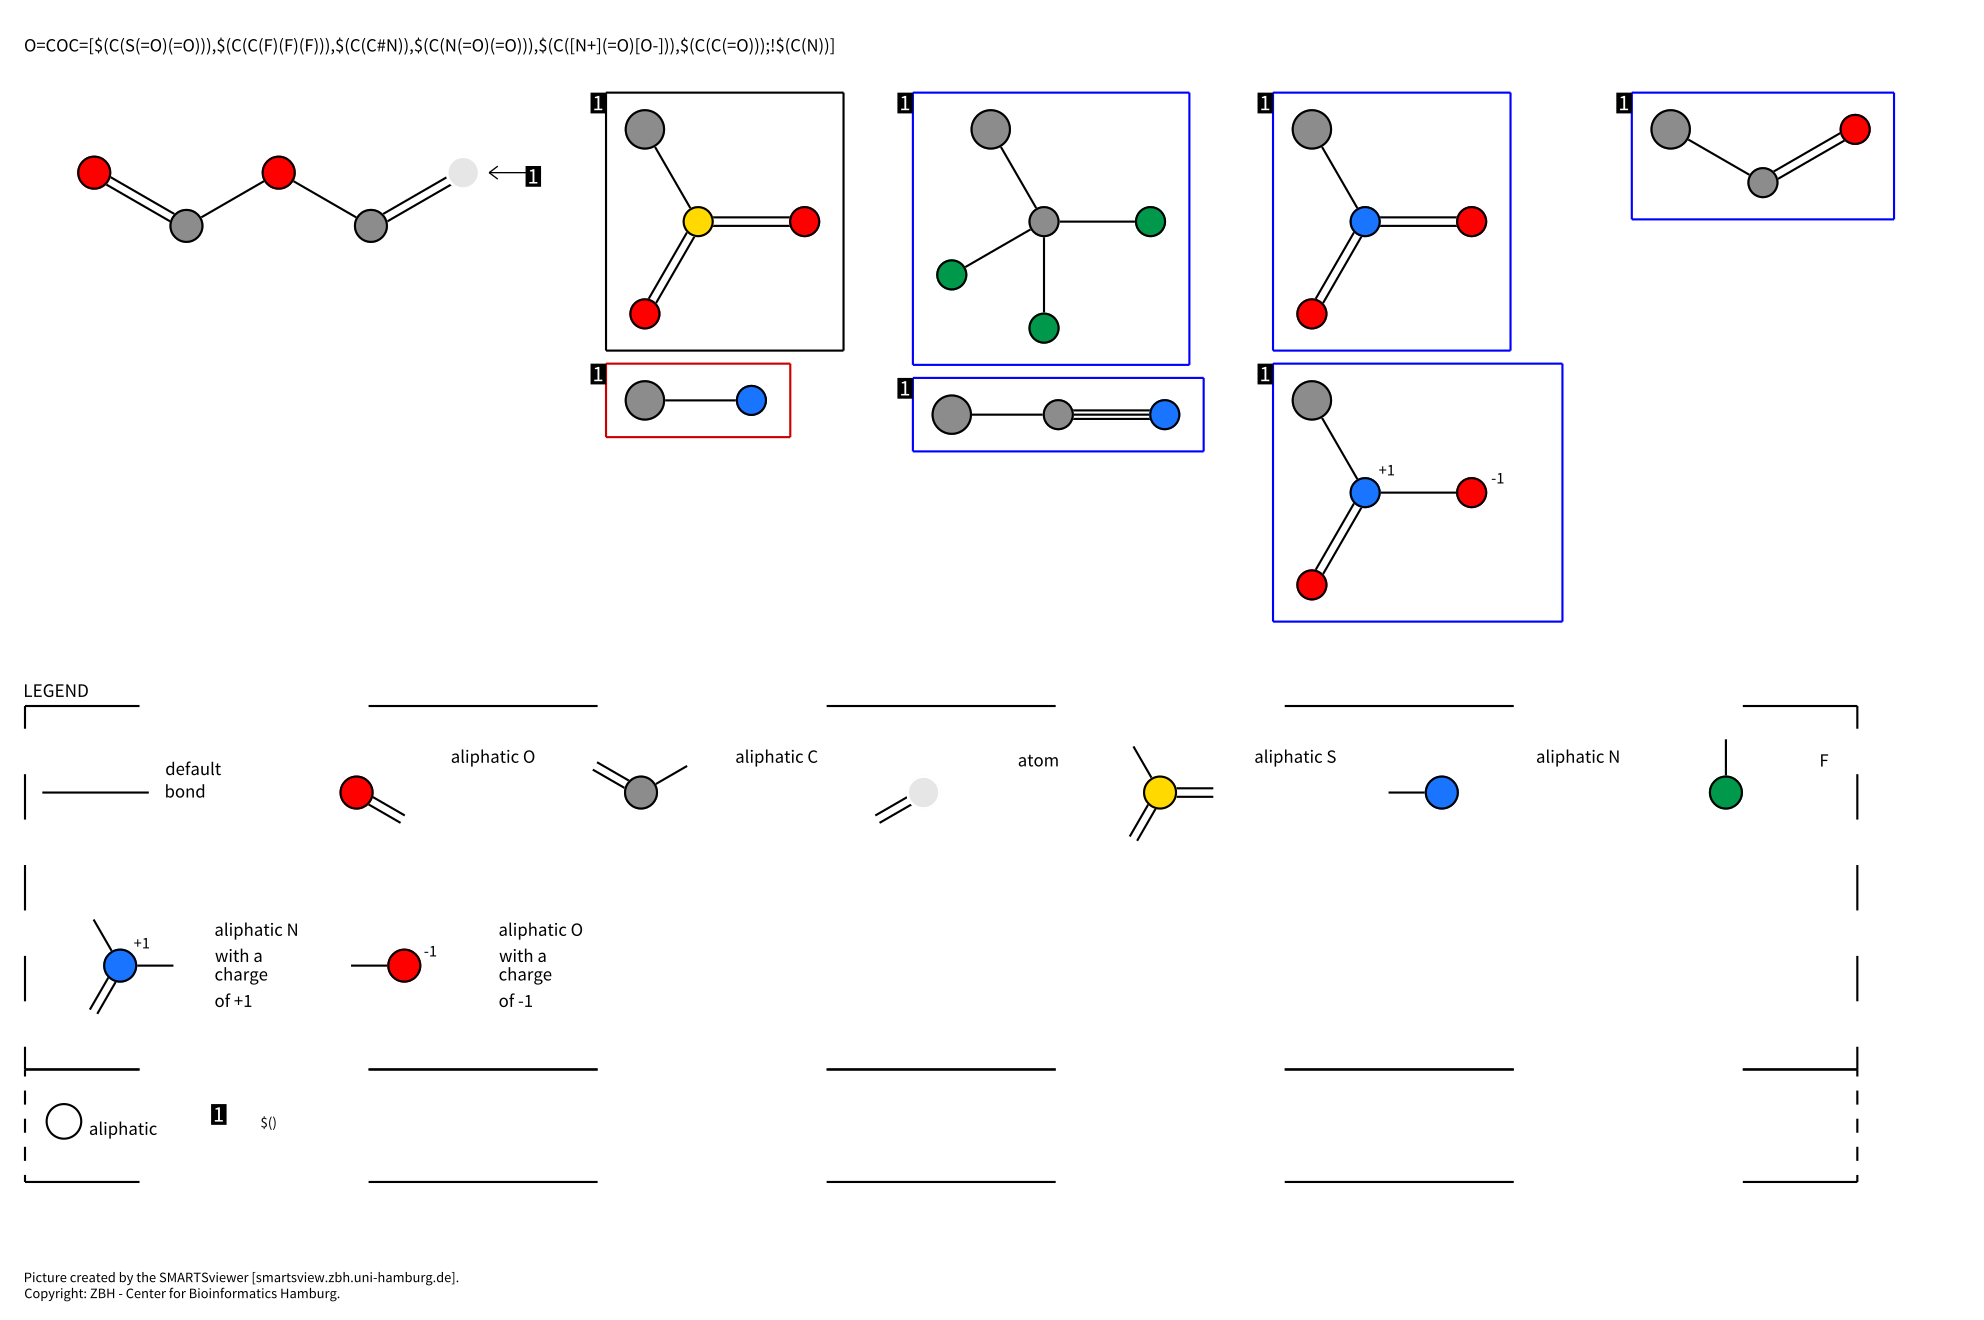 O=COC=[$(C(S(=O)(=O))),$(C(C(F)(F)(F))),$(C(C#N)),$(C(N(=O)(=O))),$(C([N+](=O)[O-])),$(C(C(=O)));!$(C(N))]
1
1
1
1
1
1
1
1
+1
-1
LEGEND
default
bond
aliphatic O
aliphatic C
atom
aliphatic S
aliphatic N
F
+1
aliphatic N
with a
charge
of +1
-1
aliphatic O
with a
charge
of -1
aliphatic
1
$()
Picture created by the SMARTSviewer [smartsview.zbh.uni-hamburg.de].
Copyright: ZBH - Center for Bioinformatics Hamburg.